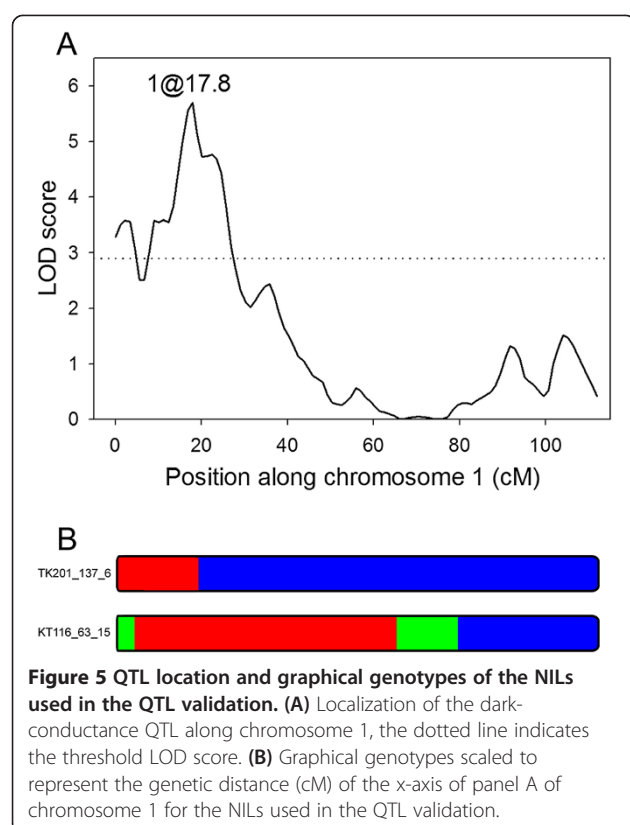 A
1@17.8
6
5
4
3
2
1
0
LOD score
0 20 40 60 80 100
Position along chromosome 1 (cM)
B
TK201_137_6
KT116_63_15
Figure 5 QTL location and graphical genotypes of the NILs
used in the QTL validation. (A) Localization of the dark-
conductance QTL along chromosome 1, the dotted line indicates
the threshold LOD score. (B) Graphical genotypes scaled to
represent the genetic distance (cM) of the x-axis of panel A of
chromosome 1 for the NILs used in the QTL validation.